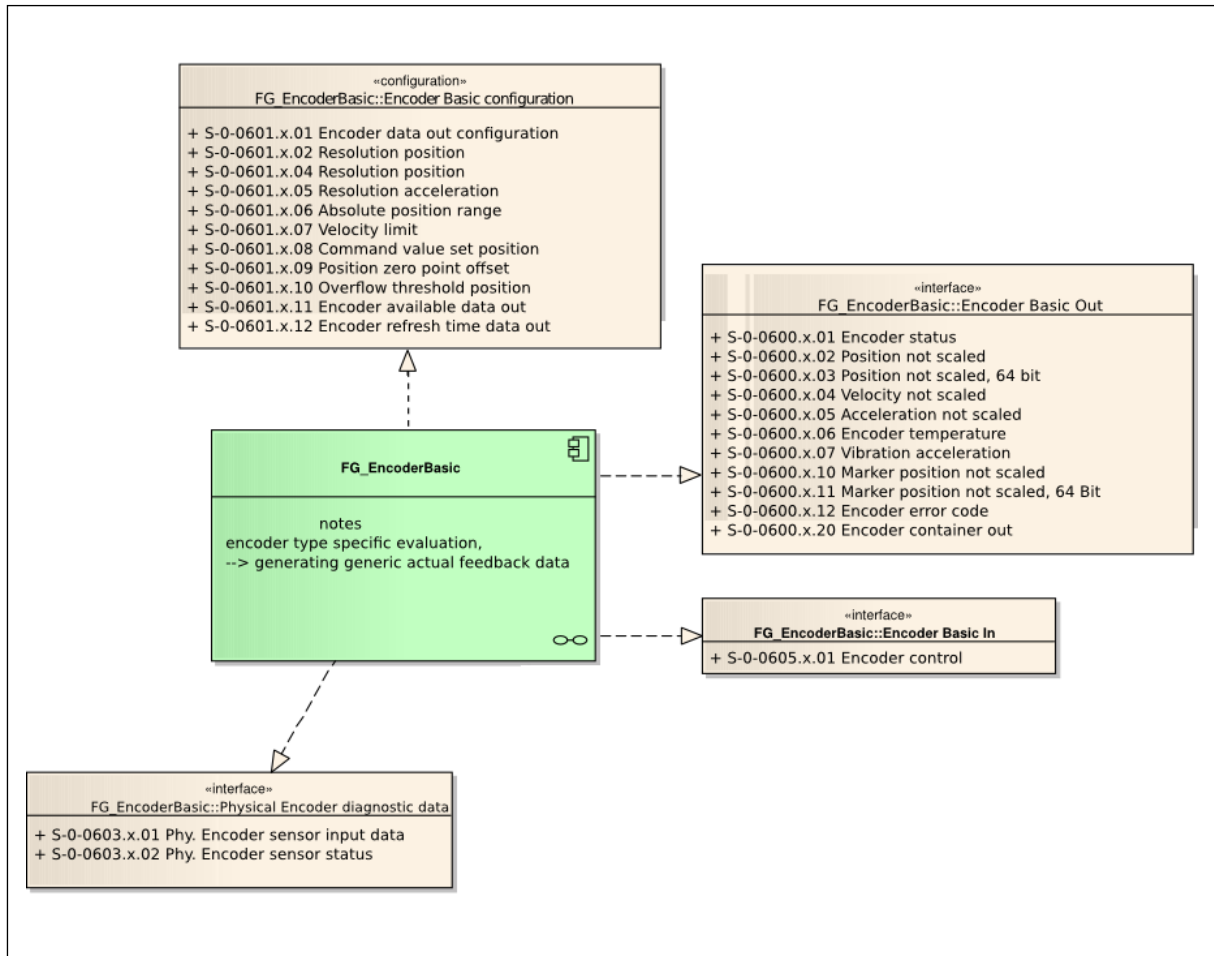 «configuration»
FG_EncoderBasic::Encoder Basic configuration
+ S-0-0601.x.01 Encoder data out configuration
+ S-0-0601.x.02 Resolution position
+ S-0-0601.x.04 Resolution position
+ S-0-0601.x.05 Resolution acceleration
+ S-0-0601.x.06 Absolute position range
+ S-0-0601.x.07 Velocity limit
+ S-0-0601.x.08 Command value set position
+ S-0-0601.x.09 Position zero point offset
+ S-0-0601.x.10 Overflow threshold position
+ S-0-0601.x.11 Encoder available data out
+ S-0-0601.x.12 Encoder refresh time data out
«interface»
FG_EncoderBasic::Encoder Basic Out
+ S-0-0600.x.01 Encoder status
+ S-0-0600.x.02 Position not scaled
+ S-0-0600.x.03 Position not scaled, 64 bit
+ S-0-0600.x.04 Velocity not scaled
+ S-0-0600.x.05 Acceleration not scaled
+ S-0-0600.x.06 Encoder temperature
+ S-0-0600.x.07 Vibration acceleration
+ S-0-0600.x.10 Marker position not scaled
+ S-0-0600.x.11 Marker position not scaled, 64 Bit
+ S-0-0600.x.12 Encoder error code
+ S-0-0600.x.20 Encoder container out
FG_EncoderBasic
notes
encoder type specific evaluation,
--> generating generic actual feedback data
«interface»
FG_EncoderBasic::Encoder Basic In
+ S-0-0605.x.01 Encoder control
«interface»
FG_EncoderBasic::Physical Encoder diagnostic data
+ S-0-0603.x.01 Phy. Encoder sensor input data
+ S-0-0603.x.02 Phy. Encoder sensor status